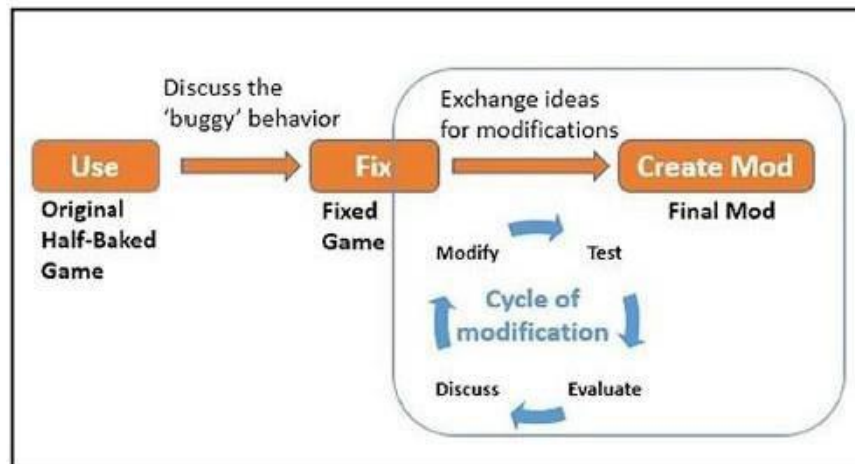 Discuss the
'buggy' behavior
Exchange ideas
for modifications
Use
Fix
Create Mod
Original
Half-Baked
Game
Fixed
Game
Final Mod
Modify
Test
Cycle of
modification
Discuss
Evaluate